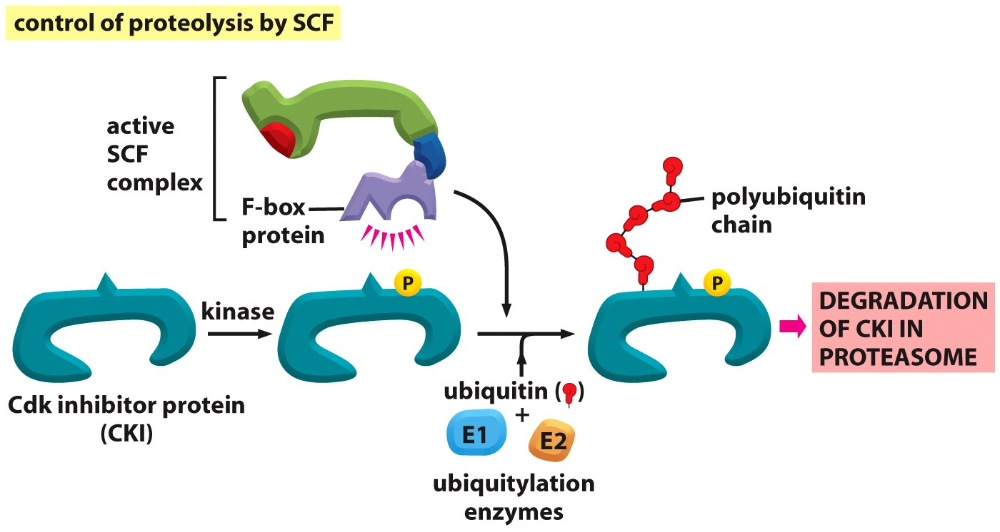 control of proteolysis by SCF
active
SCF
complex
F-box
protein
polyubiquitin
chain
P
P
kinase
DEGRADATION
OF CKI IN
PROTEASOME
Cdk inhibitor protein
(CKI)
ubiquitin ( )
+
E1
E2
ubiquitylation
enzymes